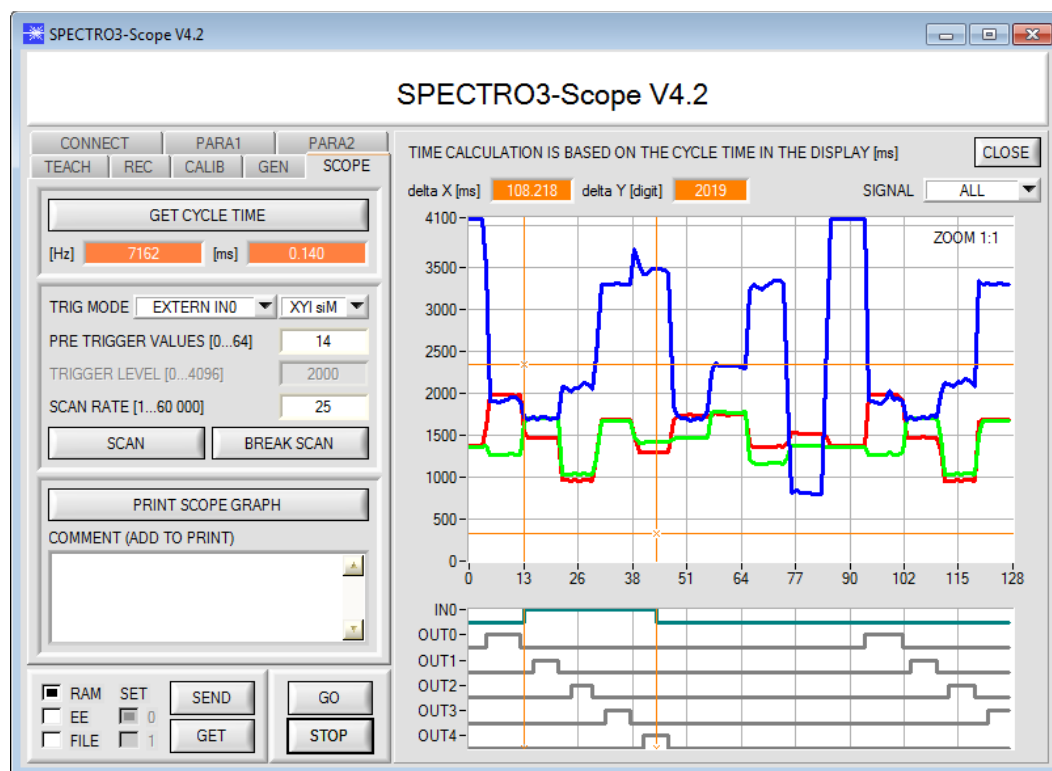 SPECTRO3-Scope V4.2
SPECTRO3-Scope V4.2
CONNECT PARA1 PARA2
TEACH REC CALIB GEN SCOPE
GET CYCLE TIME
[Hz] 7162 [ms] 0.140
TRIG MODE EXTERN IN0 XYI siM
PRE TRIGGER VALUES [0...64] 14
TRIGGER LEVEL [0...4096] 2000
SCAN RATE [1...60 000] 25
SCAN BREAK SCAN
PRINT SCOPE GRAPH
COMMENT (ADD TO PRINT)
RAM SET SEND GO
EE 0
FILE 1 GET STOP
TIME CALCULATION IS BASED ON THE CYCLE TIME IN THE DISPLAY [ms] CLOSE
delta X [ms] 108.218 delta Y [digit] 2019 SIGNAL ALL
4100
ZOOM 1:1
3500
3000
2500
2000
1500
1000
500
0
0 13 26 38 51 64 77 90 102 115 128
IN0
OUT0
OUT1
OUT2
OUT3
OUT4